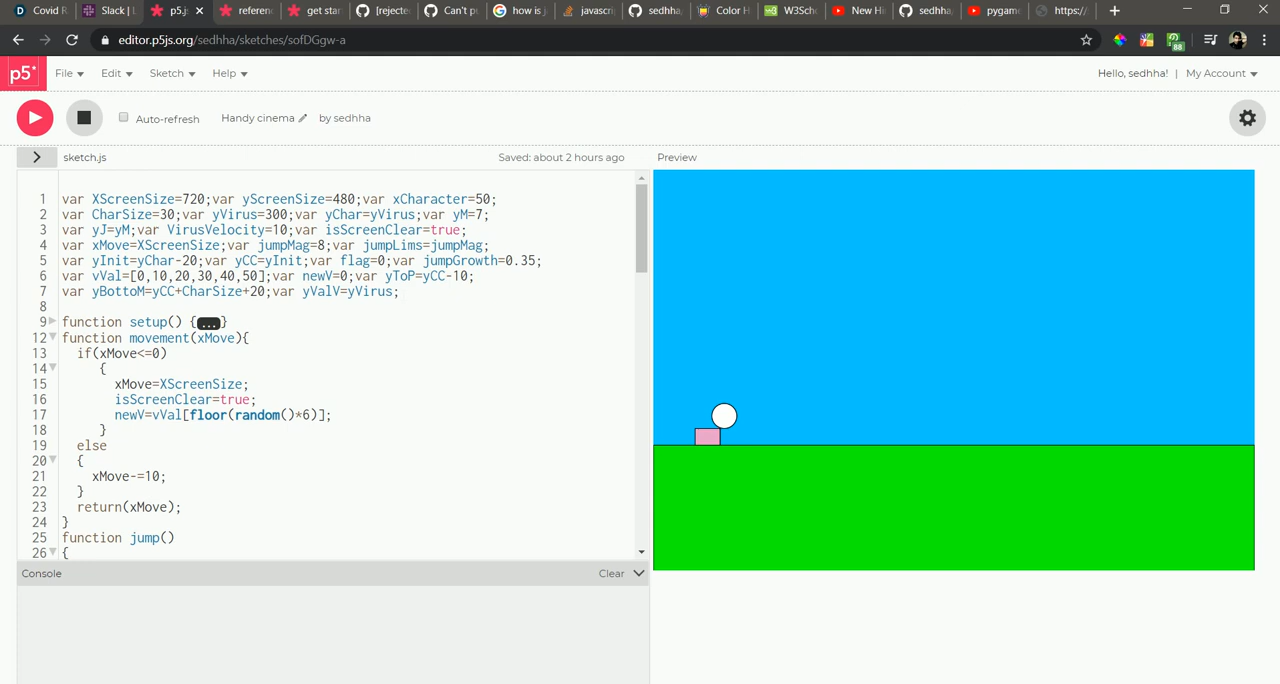 Covid R
Slack | L
p5.js
referenc
get star
[rejecte
Can't pu
how is j
javascri
sedhha,
Color H
W3Scho
New Hi
sedhha,
pygame
https://
editor.p5js.org/sedhha/sketches/sofDGgw-a
88
p5*
File
Edit
Sketch
Help
Hello, sedhha! | My Account
Auto-refresh
Handy cinema
by sedhha
sketch.js
Saved: about 2 hours ago
Preview
1 var XScreenSize=720;var yScreenSize=480;var xCharacter=50;
2 var CharSize=30;var yVirus=300;var yChar=yVirus;var yM=7;
3 var yJ=yM;var VirusVelocity=10;var isScreenClear=true;
4 var xMove=XScreenSize;var jumpMag=8;var jumpLims=jumpMag;
5 var yInit=yChar-20;var yCC=yInit;var flag=0;var jumpGrowth=0.35;
6 var vVal=[0,10,20,30,40,50];var newV=0;var yToP=yCC-10;
7 var yBottoM=yCC+CharSize+20;var yValV=yVirus;
8
9 function setup() {...}
12 function movement(xMove){
13 if(xMove<=0)
14 {
15 xMove=XScreenSize;
16 isScreenClear=true;
17 newV=vVal[floor(random()*6)];
18 }
19 else
20 {
21 xMove-=10;
22 }
23 return(xMove);
24 }
25 function jump()
26 {
Console
Clear